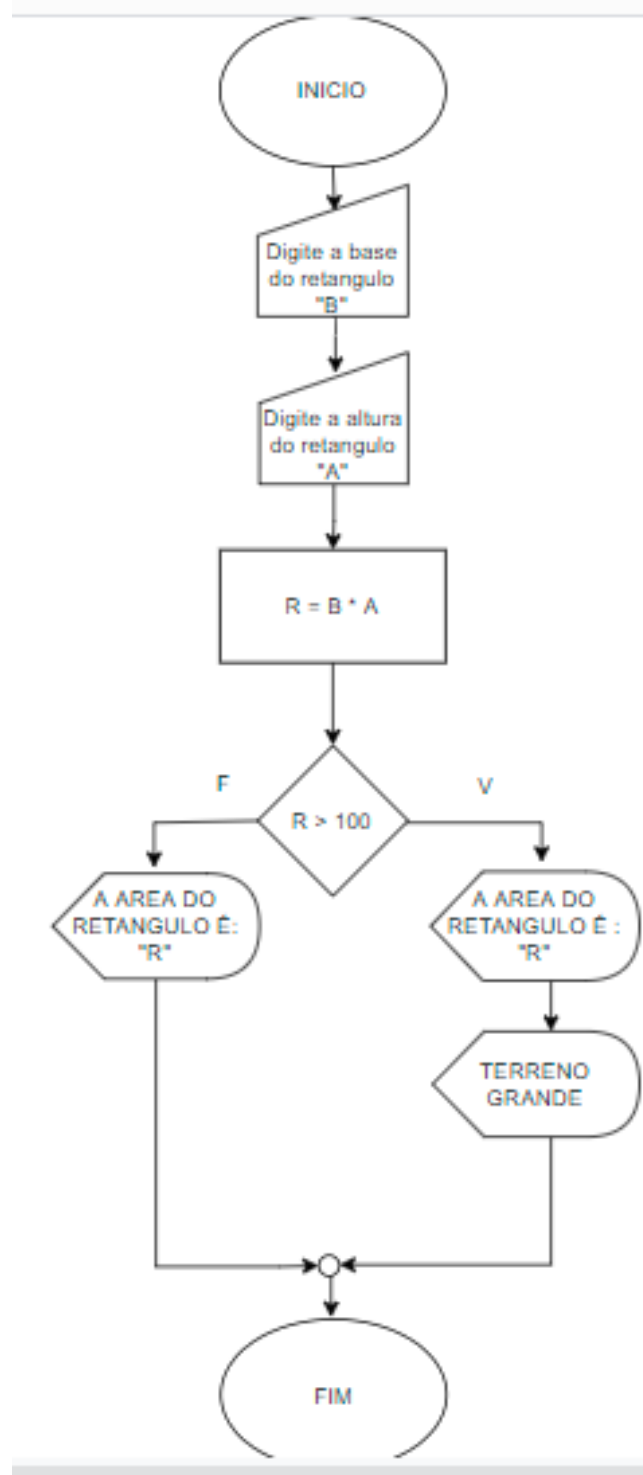 INICIO
Digite a base
do retangulo
"B"
Digite a altura
do retangulo
"A"
R = B * A
F
V
R > 100
A AREA DO
RETANGULO É:
"R"
A AREA DO
RETANGULO É :
"R"
TERRENO
GRANDE
FIM